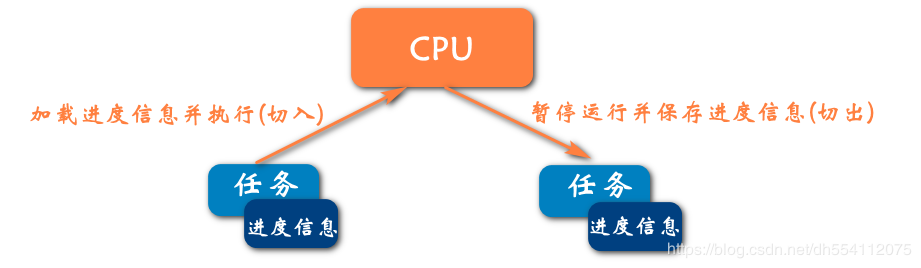 CPU
加载进度信息并执行(切入)
暂停运行并保存进度信息(切出)
任务
进度信息
任务
进度信息
https://blog.csdn.net/dh554112075